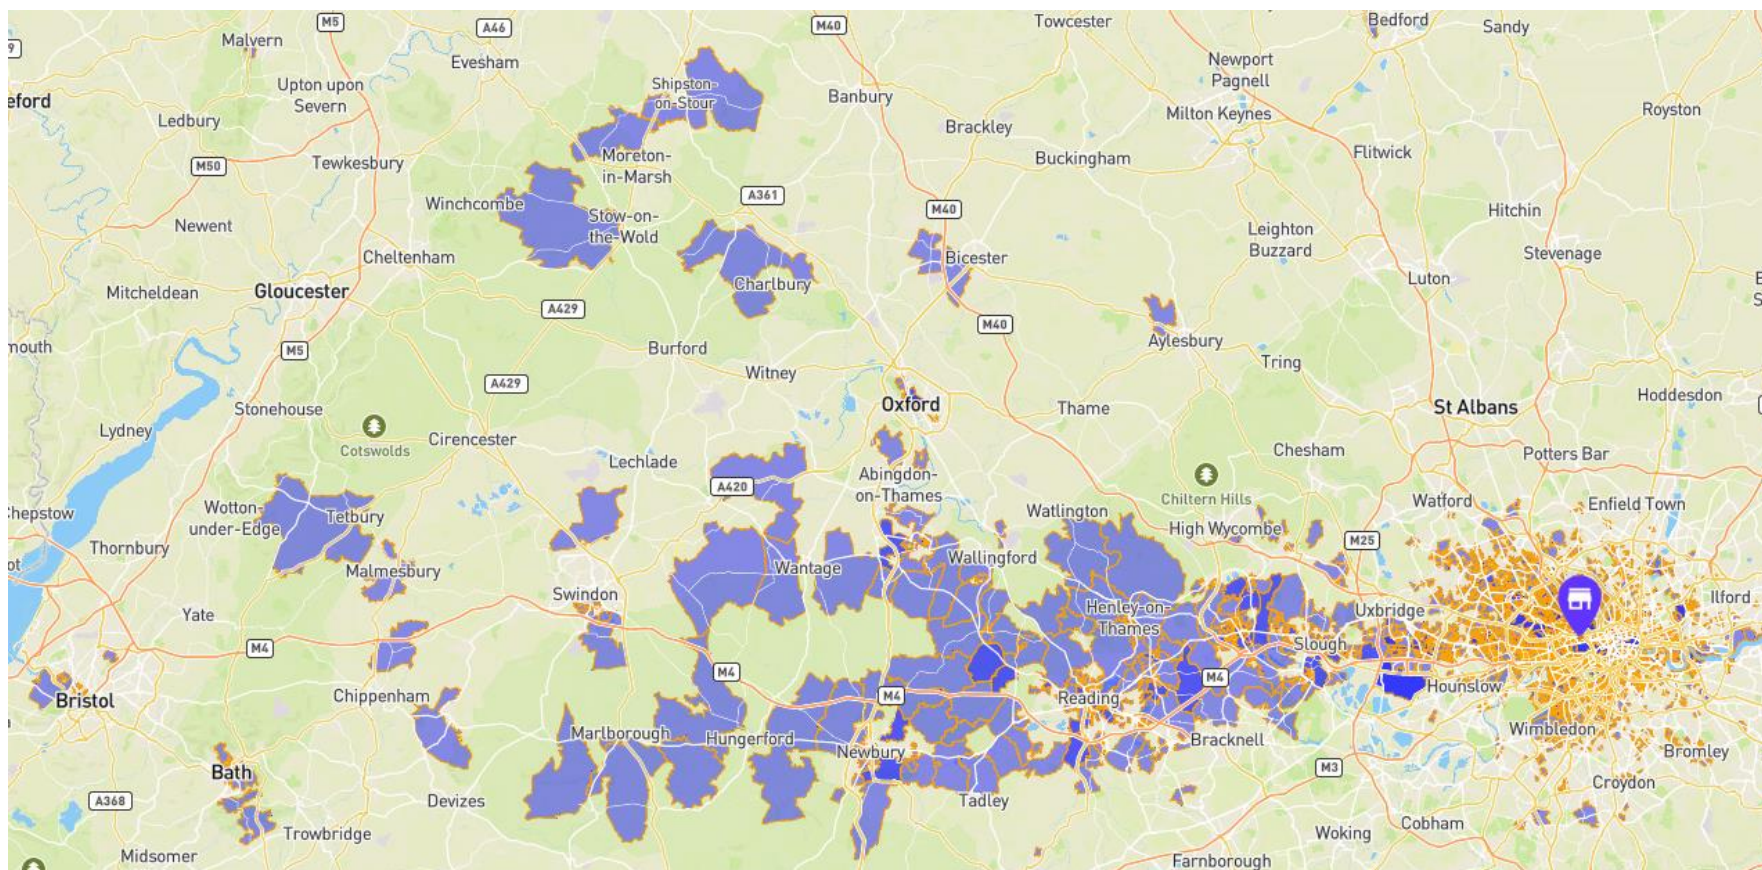 M5
A46
M40
Towcester
Bedford
Sandy
Malvern
9
Evesham
Newport
Pagnell
Upton upon
Severn
Shipston-
on-Stour
Banbury
eford
Ledbury
Milton Keynes
Royston
Brackley
M50
Tewkesbury
Moreton-
in-Marsh
Buckingham
Flitwick
A361
Winchcombe
Newent
Stow-on-
the-Wold
M40
Hitchin
Leighton
Buzzard
Cheltenham
Bicester
Stevenage
Mitcheldean
Gloucester
Charlbury
Luton
A429
M40
mouth
M5
Burford
Aylesbury
Tring
Witney
A429
Hoddesdon
Stonehouse
Oxford
Thame
St Albans
Lydney
Cotswolds
Cirencester
Lechlade
Chesham
Potters Bar
Abingdon-
on-Thames
A420
Chiltern Hills
Chepstow
Wotton-
under-Edge
Tetbury
Watlington
High Wycombe
Watford
Enfield Town
M25
Thornbury
Malmesbury
Wantage
Wallingford
Swindon
Yate
Henley-on-
Thames
Uxbridge
Ilford
M4
Slough
M4
M4
M4
Bristol
Chippenham
Reading
Hounslow
Marlborough
Hungerford
Newbury
Bracknell
Wimbledon
Bromley
Bath
M3
Croydon
A368
Devizes
Tadley
Trowbridge
Woking
Cobham
Midsomer
Farnborough